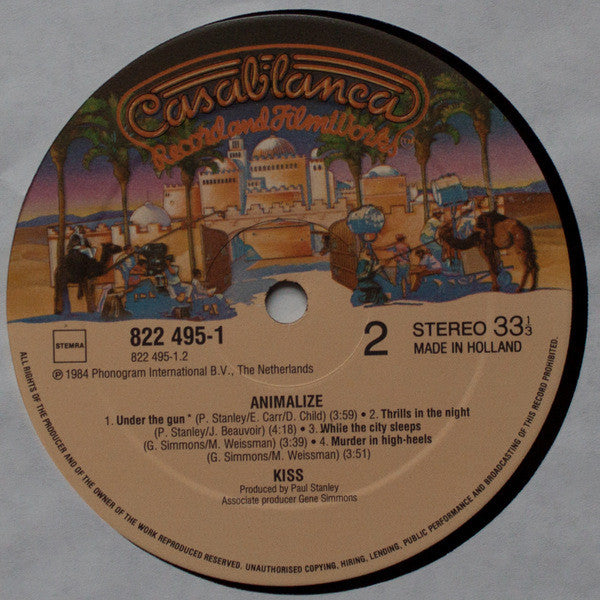 Casablanca
Record and FilmWorks
STEMRA
822 495-1
822 495-1.2
℗ 1984 Phonogram International B.V., The Netherlands
2
STEREO 33 1/3
MADE IN HOLLAND
ANIMALIZE
1. Under the gun * (P. Stanley/E. Carr/D. Child) (3:59) • 2. Thrills in the night
(P. Stanley/J. Beauvoir) (4:18) • 3. While the city sleeps
(G. Simmons/M. Weissman) (3:39) • 4. Murder in high-heels
(G. Simmons/M. Weissman) (3:51)
KISS
Produced by Paul Stanley
Associate producer Gene Simmons
ALL RIGHTS OF THE PRODUCER AND OF THE OWNER OF THE WORK REPRODUCED RESERVED. UNAUTHORISED COPYING, HIRING, LENDING, PUBLIC PERFORMANCE AND BROADCASTING OF THIS RECORD PROHIBITED.